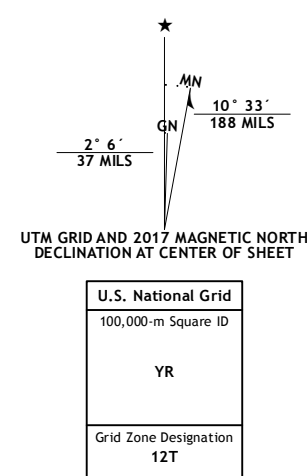 ★
MN
GN
10° 33´
188 MILS
2° 6´
37 MILS
UTM GRID AND 2017 MAGNETIC NORTH
DECLINATION AT CENTER OF SHEET
U.S. National Grid
100,000-m Square ID
YR
Grid Zone Designation
12T